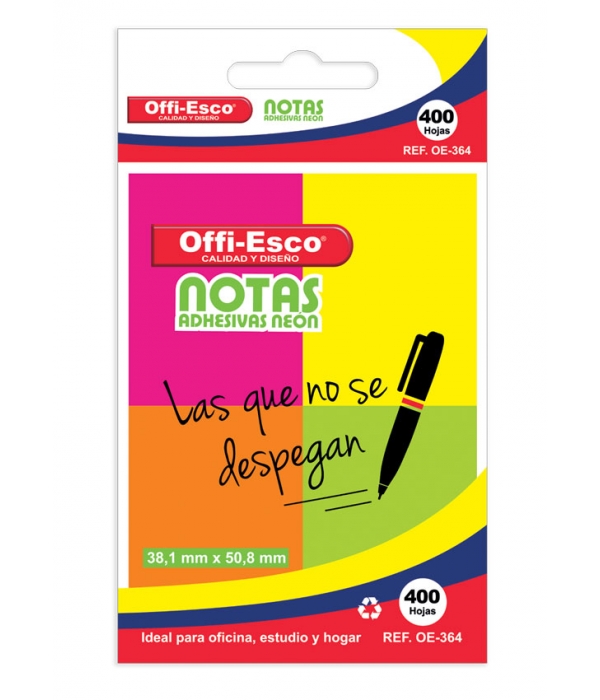 Offi-Esco®
CALIDAD Y DISEÑO
NOTAS
ADHESIVAS NEÓN
400
Hojas
REF. OE-364
Offi-Esco®
CALIDAD Y DISEÑO
NOTAS
ADHESIVAS NEÓN
Las que no se
despegan
38,1 mm x 50,8 mm
400
Hojas
Ideal para oficina, estudio y hogar
REF. OE-364